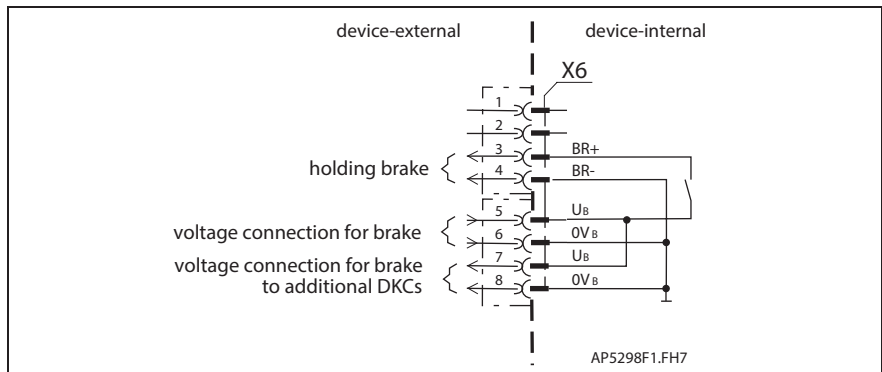 device-external
device-internal
X6
1
2
3 BR+
holding brake
4 BR-
5 UB
voltage connection for brake
6 0VB
voltage connection for brake
to additional DKCs
7 UB
8 0VB
AP5298F1.FH7